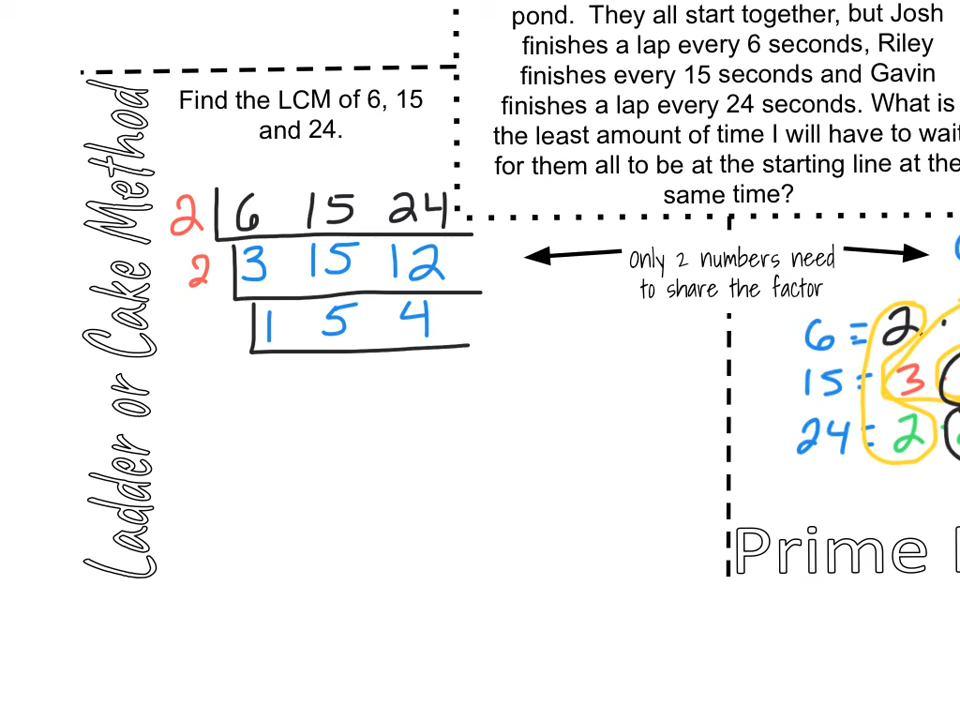 pond. They all start together, but Josh
finishes a lap every 6 seconds, Riley
finishes every 15 seconds and Gavin
finishes a lap every 24 seconds. What is
the least amount of time I will have to wait
for them all to be at the starting line at the
same time?
Ladder or Cake Method
Find the LCM of 6, 15
and 24.
2 6 15 24
2 3 15 12
1 5 4
Only 2 numbers need
to share the factor
6 = 2 ·
15 = 3
24 = 2 ·
Prime